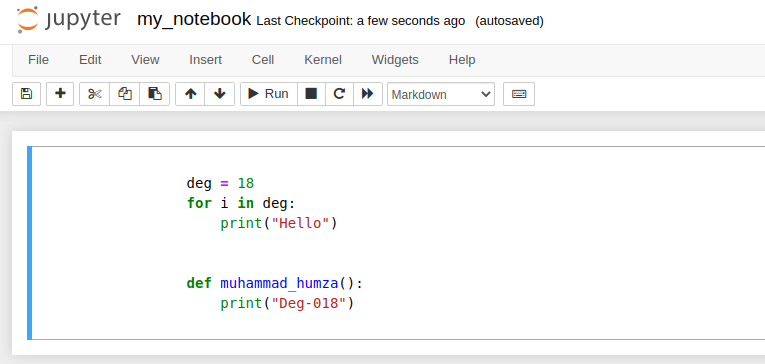 jupyter my_notebook Last Checkpoint: a few seconds ago (autosaved)
File Edit View Insert Cell Kernel Widgets Help
Run Markdown
deg = 18
for i in deg:
    print("Hello")
def muhammad_humza():
    print("Deg-018")